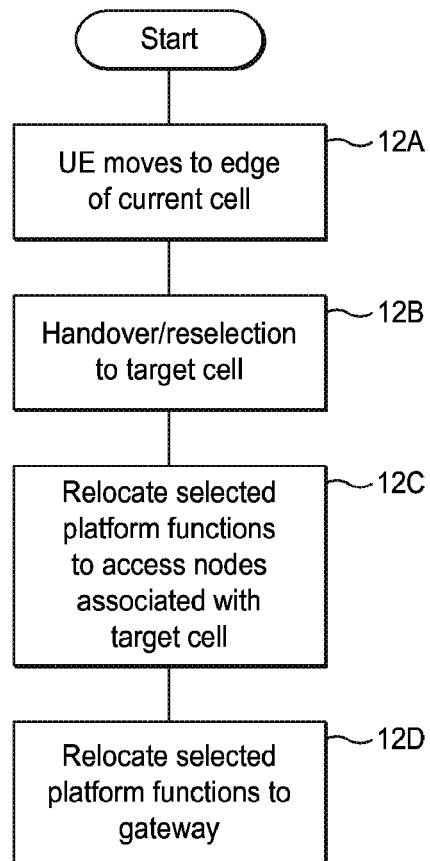 Start
UE moves to edge
of current cell
12A
Handover/reselection
to target cell
12B
Relocate selected
platform functions
to access nodes
associated with
target cell
12C
Relocate selected
platform functions to
gateway
12D